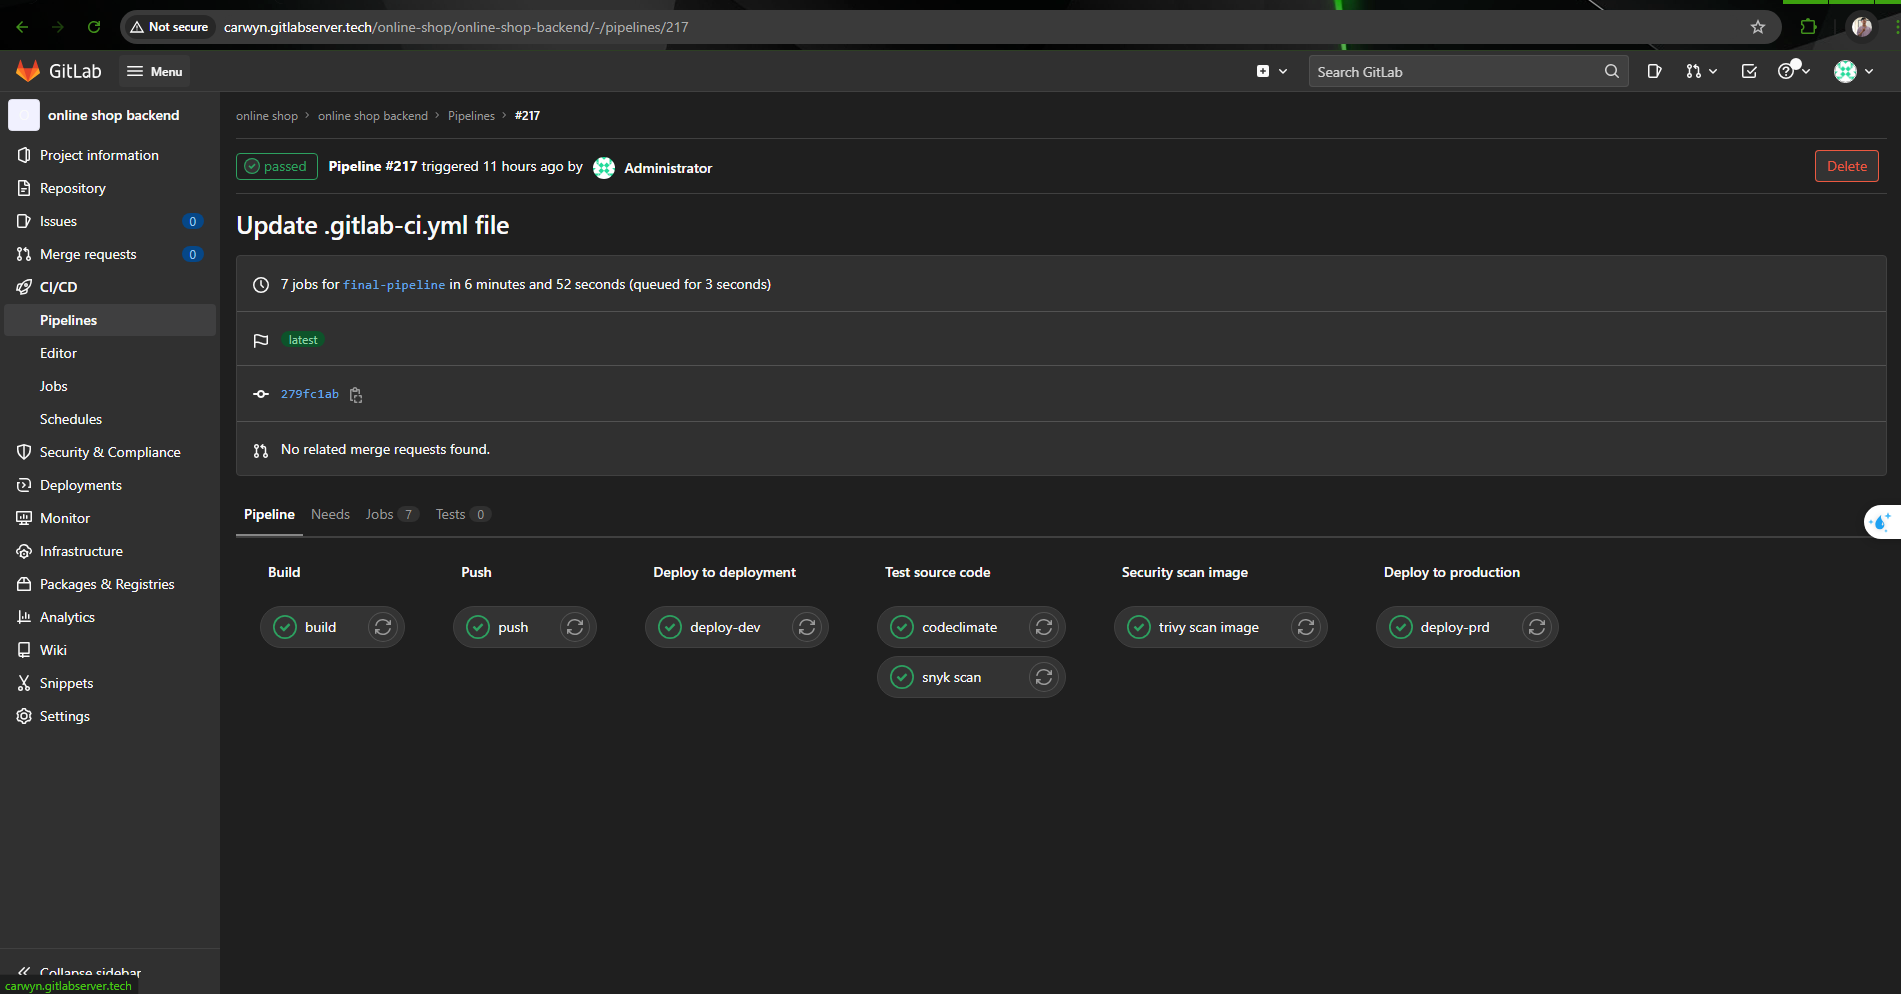 Not secure carwyn.gitlabserver.tech/online-shop/online-shop-backend/-/pipelines/217
GitLab Menu Search GitLab
online shop backend
Project information
Repository
Issues 0
Merge requests 0
CI/CD
Pipelines
Editor
Jobs
Schedules
Security & Compliance
Deployments
Monitor
Infrastructure
Packages & Registries
Analytics
Wiki
Snippets
Settings
Collapse sidebar
carwyn.gitlabserver.tech
online shop › online shop backend › Pipelines › #217
passed Pipeline #217 triggered 11 hours ago by Administrator Delete
Update .gitlab-ci.yml file
7 jobs for final-pipeline in 6 minutes and 52 seconds (queued for 3 seconds)
latest
279fc1ab
No related merge requests found.
Pipeline Needs Jobs 7 Tests 0
Build Push Deploy to deployment Test source code Security scan image Deploy to production
build push deploy-dev codeclimate trivy scan image deploy-prd
snyk scan